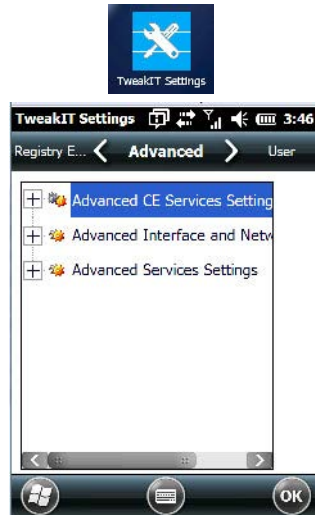 TweakIT Settings
TweakIT Settings 3:46
Registry E... Advanced User
Advanced CE Services Setting
Advanced Interface and Netw
Advanced Services Settings
OK